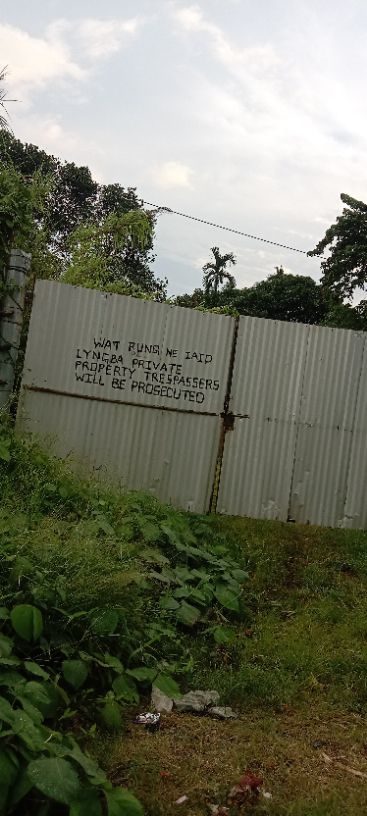 WAT RUNG NE IAID
LYNGBA PRIVATE
PROPERTY TRESPASSERS
WILL BE PROSECUTED